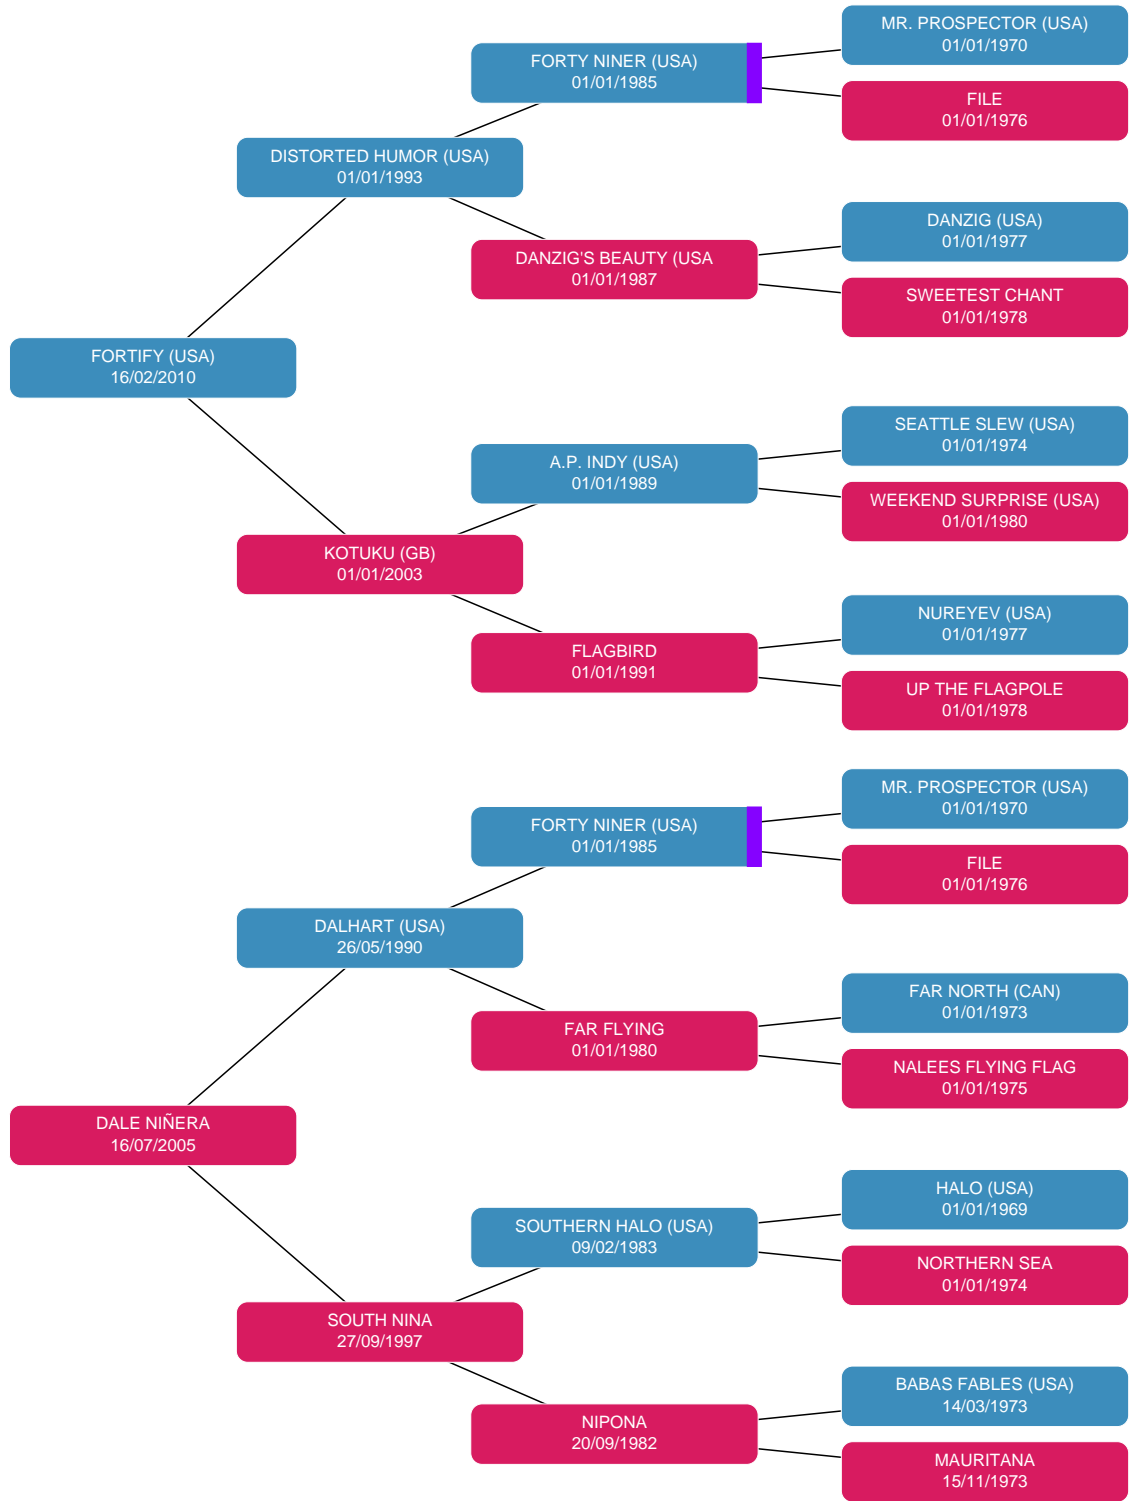 MR. PROSPECTOR (USA)
01/01/1970
FORTY NINER (USA)
01/01/1985
FILE
01/01/1976
DISTORTED HUMOR (USA)
01/01/1993
DANZIG (USA)
01/01/1977
DANZIG'S BEAUTY (USA
01/01/1987
SWEETEST CHANT
01/01/1978
FORTIFY (USA)
16/02/2010
SEATTLE SLEW (USA)
01/01/1974
A.P. INDY (USA)
01/01/1989
WEEKEND SURPRISE (USA)
01/01/1980
KOTUKU (GB)
01/01/2003
NUREYEV (USA)
01/01/1977
FLAGBIRD
01/01/1991
UP THE FLAGPOLE
01/01/1978
MR. PROSPECTOR (USA)
01/01/1970
FORTY NINER (USA)
01/01/1985
FILE
01/01/1976
DALHART (USA)
26/05/1990
FAR NORTH (CAN)
01/01/1973
FAR FLYING
01/01/1980
NALEES FLYING FLAG
01/01/1975
DALE NIÑERA
16/07/2005
HALO (USA)
01/01/1969
SOUTHERN HALO (USA)
09/02/1983
NORTHERN SEA
01/01/1974
SOUTH NINA
27/09/1997
BABAS FABLES (USA)
14/03/1973
NIPONA
20/09/1982
MAURITANA
15/11/1973